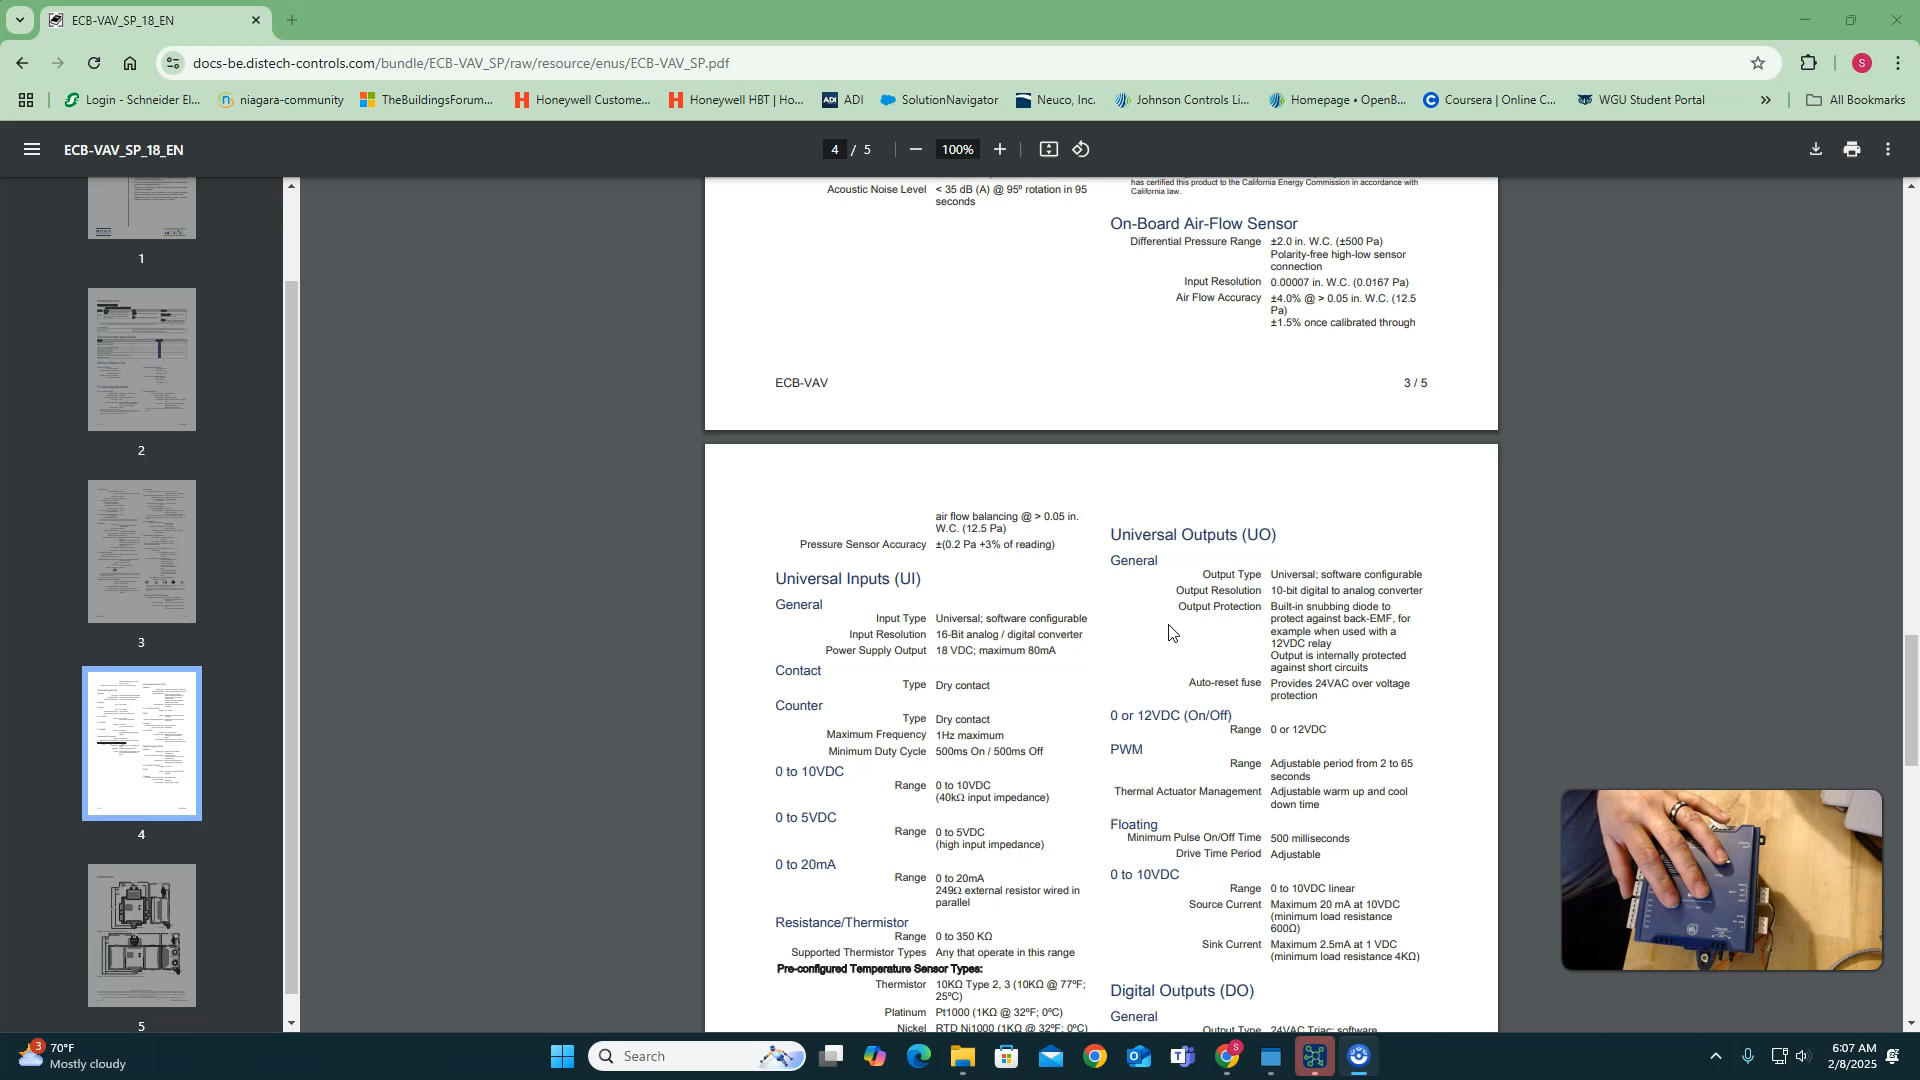 ECB-VAV_SP_18_EN
docs-be.distech-controls.com/bundle/ECB-VAV_SP/raw/resource/enus/ECB-VAV_SP.pdf
S
Login - Schneider El...
niagara-community
TheBuildingsForum...
Honeywell Custome...
Honeywell HBT | Ho...
ADI
ADI
SolutionNavigator
Neuco, Inc.
Johnson Controls Li...
Homepage • OpenB...
Coursera | Online C...
WGU Student Portal
All Bookmarks
ECB-VAV_SP_18_EN
4 / 5
100%
1
2
3
4
5
Acoustic Noise Level < 35 dB (A) @ 95º rotation in 95
seconds
has certified this product to the California Energy Commission in accordance with
California law.
On-Board Air-Flow Sensor
Differential Pressure Range ±2.0 in. W.C. (±500 Pa)
Polarity-free high-low sensor
connection
Input Resolution 0.00007 in. W.C. (0.0167 Pa)
Air Flow Accuracy ±4.0% @ > 0.05 in. W.C. (12.5
Pa)
±1.5% once calibrated through
ECB-VAV 3 / 5
air flow balancing @ > 0.05 in.
W.C. (12.5 Pa)
Pressure Sensor Accuracy ±(0.2 Pa +3% of reading)
Universal Inputs (UI)
General
Input Type Universal; software configurable
Input Resolution 16-Bit analog / digital converter
Power Supply Output 18 VDC; maximum 80mA
Contact
Type Dry contact
Counter
Type Dry contact
Maximum Frequency 1Hz maximum
Minimum Duty Cycle 500ms On / 500ms Off
0 to 10VDC
Range 0 to 10VDC
(40kΩ input impedance)
0 to 5VDC
Range 0 to 5VDC
(high input impedance)
0 to 20mA
Range 0 to 20mA
249Ω external resistor wired in
parallel
Resistance/Thermistor
Range 0 to 350 KΩ
Supported Thermistor Types Any that operate in this range
Pre-configured Temperature Sensor Types:
Thermistor 10KΩ Type 2, 3 (10KΩ @ 77ºF;
25ºC)
Platinum Pt1000 (1KΩ @ 32ºF; 0ºC)
Nickel RTD Ni1000 (1KΩ @ 32ºF; 0ºC)
Universal Outputs (UO)
General
Output Type Universal; software configurable
Output Resolution 10-bit digital to analog converter
Output Protection Built-in snubbing diode to
protect against back-EMF, for
example when used with a
12VDC relay
Output is internally protected
against short circuits
Auto-reset fuse Provides 24VAC over voltage
protection
0 or 12VDC (On/Off)
Range 0 or 12VDC
PWM
Range Adjustable period from 2 to 65
seconds
Thermal Actuator Management Adjustable warm up and cool
down time
Floating
Minimum Pulse On/Off Time 500 milliseconds
Drive Time Period Adjustable
0 to 10VDC
Range 0 to 10VDC linear
Source Current Maximum 20 mA at 10VDC
(minimum load resistance
600Ω)
Sink Current Maximum 2.5mA at 1 VDC
(minimum load resistance 4KΩ)
Digital Outputs (DO)
General
Output Type 24VAC Triac; software
3
70°F
Mostly cloudy
Search
S
6:07 AM
2/8/2025